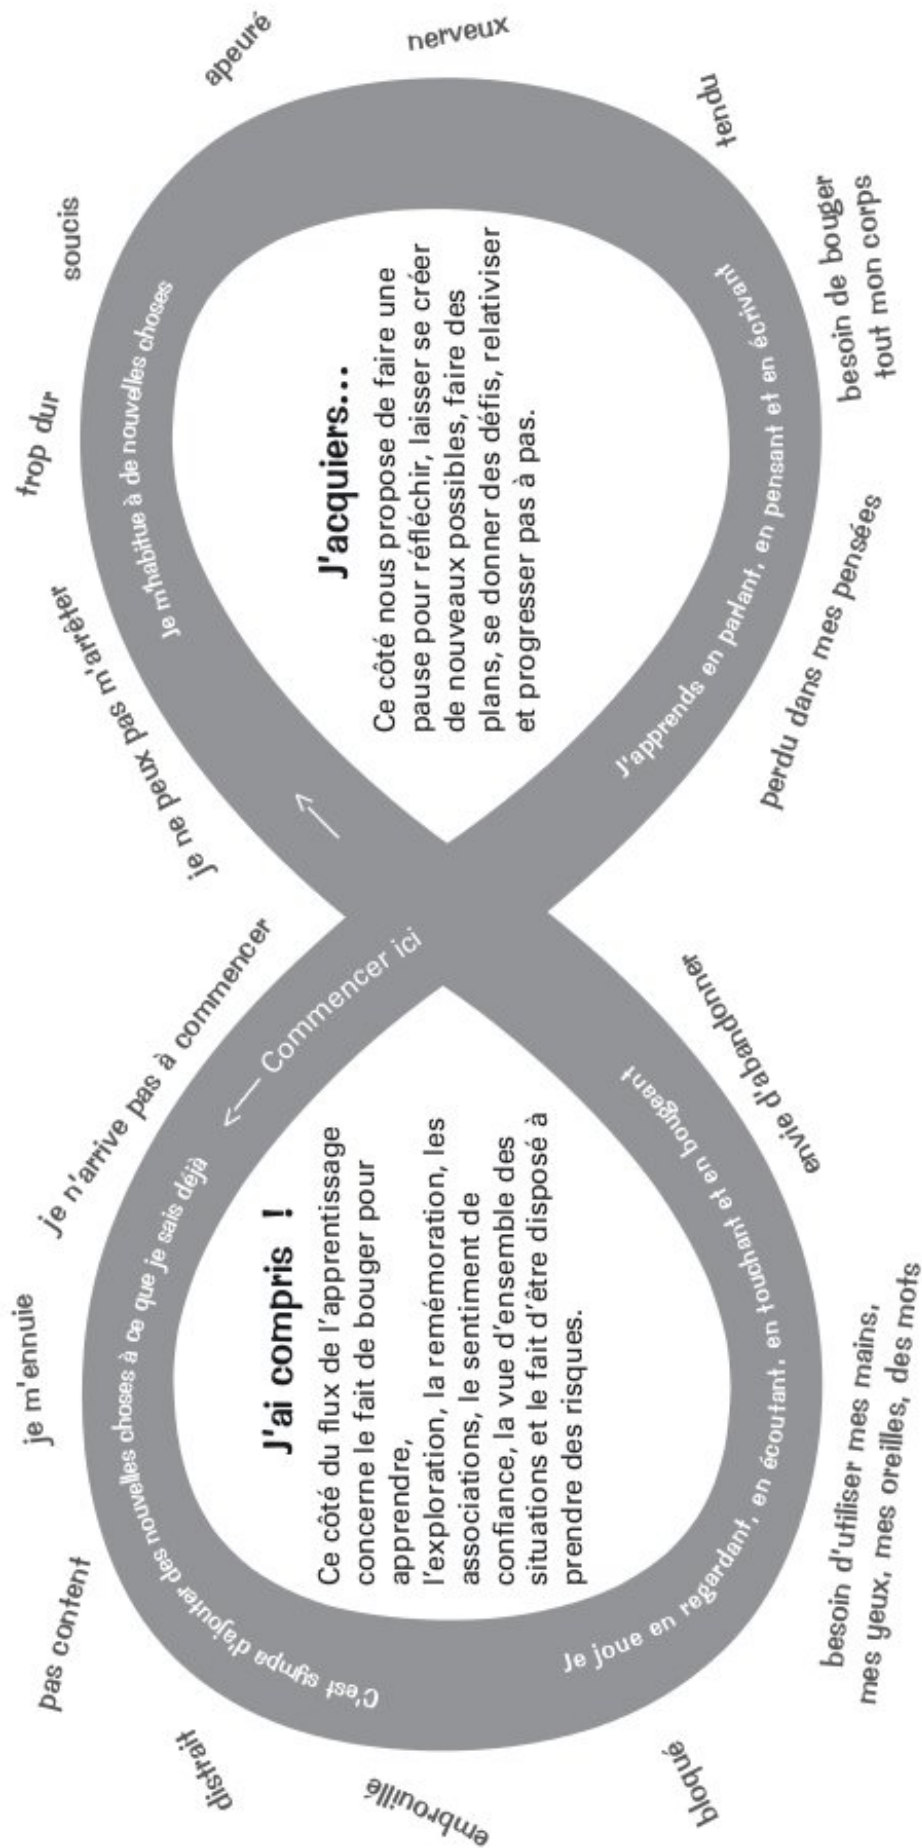 je n'arrive pas à commencer
je m'ennuie
pas content
distrait
embrouillé
bloqué
besoin d'utiliser mes mains,
mes yeux, mes oreilles, des mots
envie d'abandonner
← Commencer ici
C'est sympa d'ajouter des nouvelles choses à ce que je sais déjà
Je joue en regardant, en écoutant, en touchant et en bougeant
J'ai compris !
Ce côté du flux de l'apprentissage
concerne le fait de bouger pour
apprendre,
l'exploration, la remémoration, les
associations, le sentiment de
confiance, la vue d'ensemble des
situations et le fait d'être disposé à
prendre des risques.
je ne peux pas m'arrêter
trop dur
soucis
apeuré
nerveux
tendu
besoin de bouger
tout mon corps
perdu dans mes pensées
→
Je m'habitue à de nouvelles choses
J'apprends en parlant, en pensant et en écrivant
J'acquiers...
Ce côté nous propose de faire une
pause pour réfléchir, laisser se créer
de nouveaux possibles, faire des
plans, se donner des défis, relativiser
et progresser pas à pas.